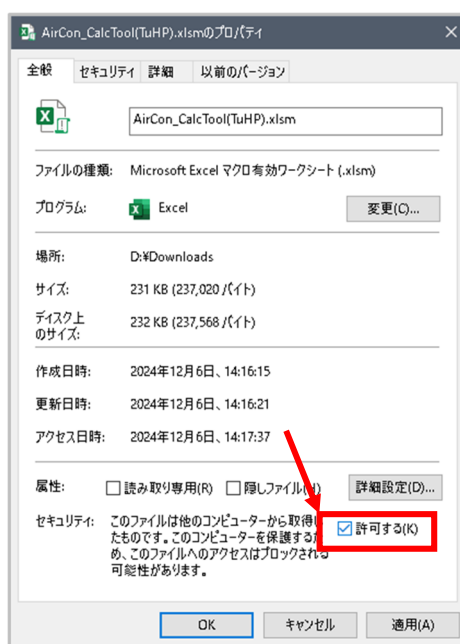 AirCon_CalcTool(TuHP).xlsmのプロパティ
全般 セキュリティ 詳細 以前のバージョン
AirCon_CalcTool(TuHP).xlsm
ファイルの種類: Microsoft Excel マクロ有効ワークシート (.xlsm)
プログラム: Excel 変更(C)...
場所: D:¥Downloads
サイズ: 231 KB (237,020 バイト)
ディスク上
のサイズ: 232 KB (237,568 バイト)
作成日時: 2024年12月6日、14:16:15
更新日時: 2024年12月6日、14:16:21
アクセス日時: 2024年12月6日、14:17:37
属性: 読み取り専用(R) 隠しファイル(H) 詳細設定(D)...
セキュリティ: このファイルは他のコンピューターから取得し
たものです。このコンピューターを保護するた
め、このファイルへのアクセスはブロックされる
可能性があります。
許可する(K)
OK キャンセル 適用(A)